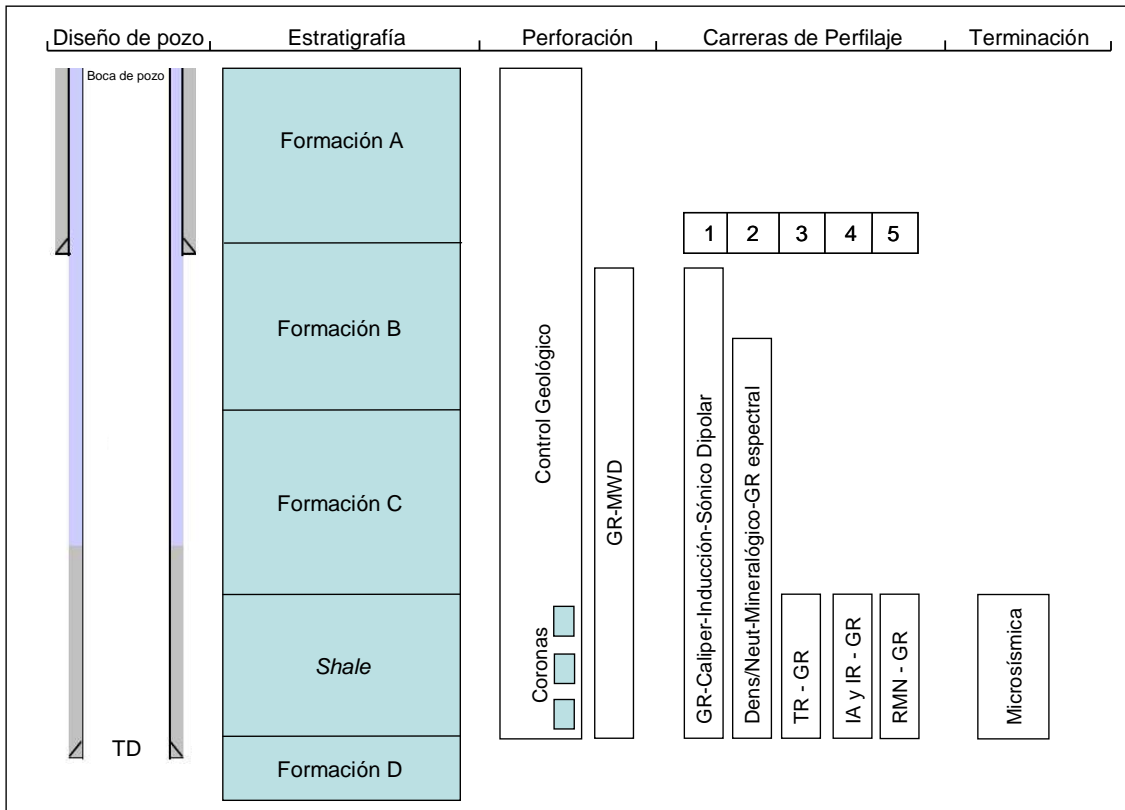 Diseño de pozo
Estratigrafía
Perforación
Carreras de Perfilaje
Terminación
Boca de pozo
TD
Formación A
Formación B
Formación C
Shale
Formación D
Control Geológico
Coronas
GR-MWD
1
2
3
4
5
GR-Caliper-Inducción-Sónico Dipolar
Dens/Neut-Mineralógico-GR espectral
TR - GR
IA y IR - GR
RMN - GR
Microsísmica